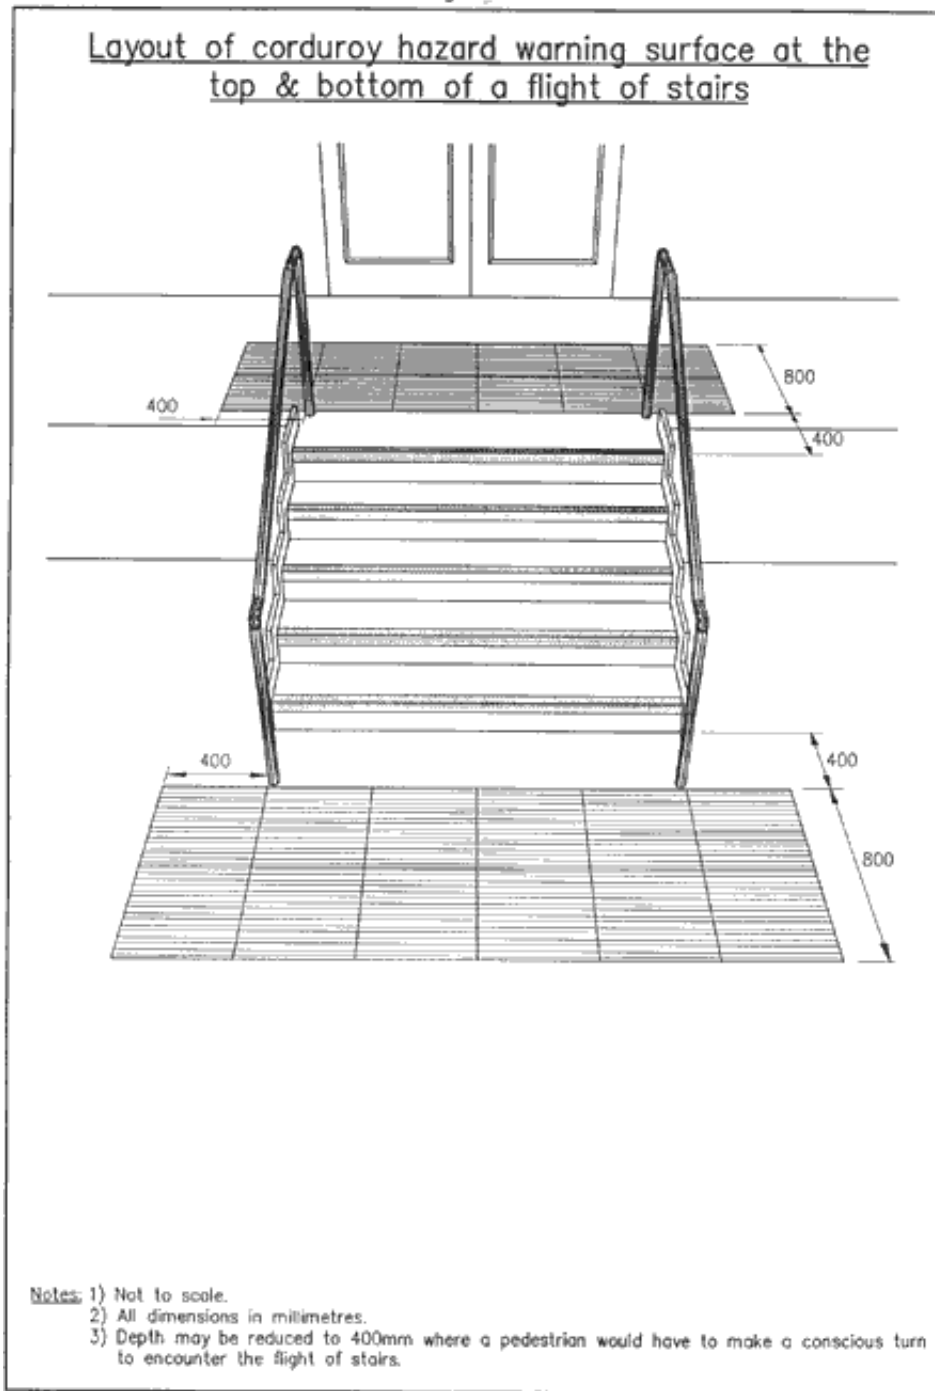 Layout of corduroy hazard warning surface at the
top & bottom of a flight of stairs
800
400
400
400
400
800
Notes: 1) Not to scale.
2) All dimensions in millimetres.
3) Depth may be reduced to 400mm where a pedestrian would have to make a conscious turn
to encounter the flight of stairs.